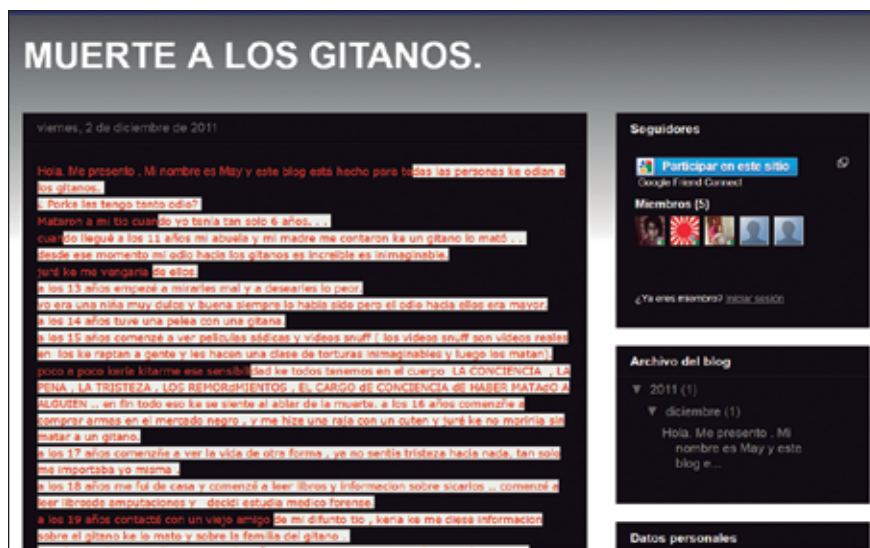 MUERTE A LOS GITANOS.
viernes, 2 de diciembre de 2011
Hola. Me presento . Mi nombre es May y este blog está hecho para todas las personas ke odian a
los gitanos.
. Porke les tengo tanto odio?
Mataron a mi tío cuando yo tenia tan solo 6 años. . .
cuando llegué a los 11 años mi abuela y mi madre me contaron ke un gitano lo mató . .
desde ese momento mi odio hacia los gitanos es increible es inimaginable.
juré ke me vengaria de ellos.
a los 13 años empezé a mirarles mal y a desearles lo peor.
yo era una niña muy dulce y buena siempre lo habia sido pero el odio hacia ellos era mayor.
a los 14 años tuve una pelea con una gitana.
a los 15 años comenzé a ver peliculas sádicas y videos snuff ( los videos snuff son videos reales
en los ke raptan a gente y les hacen una clase de torturas inimaginables y luego los matan).
poco a poco kería kitarme esa sensibilidad ke todos tenemos en el cuerpo LA CONCIENCIA , LA
PENA , LA TRISTEZA , LOS REMORdMIENTOS , EL CARGO dE CONCIENCIA dE HABER MATAdO A
ALGUIEN .. en fin todo eso ke se siente al ablar de la muerte. a los 16 años comenzñe a
comprar armas en el mercado negro , y me hize una raja con un cuten y juré ke no moriria sin
matar a un gitano.
a los 17 años comenzñe a ver la vida de otra forma , ya no sentia tristeza hacia nada. tan solo
me importaba yo misma .
a los 18 años me fui de casa y comenzé a leer libros y informacion sobre sicarios .. comenzé a
leer librosde amputaciones y decidi estudia medico forense.
a los 19 años contacté con un viejo amigo de mi difunto tio , keria ke me diese informacion
sobre el gitano ke lo mato y sobre la familia del gitano . .
Seguidores
Participar en este sitio
Google Friend Connect
Miembros (5)
¿Ya eres miembro? Iniciar sesión
Archivo del blog
▼ 2011 (1)
▼ diciembre (1)
Hola. Me presento . Mi
nombre es May y este
blog e...
Datos personales